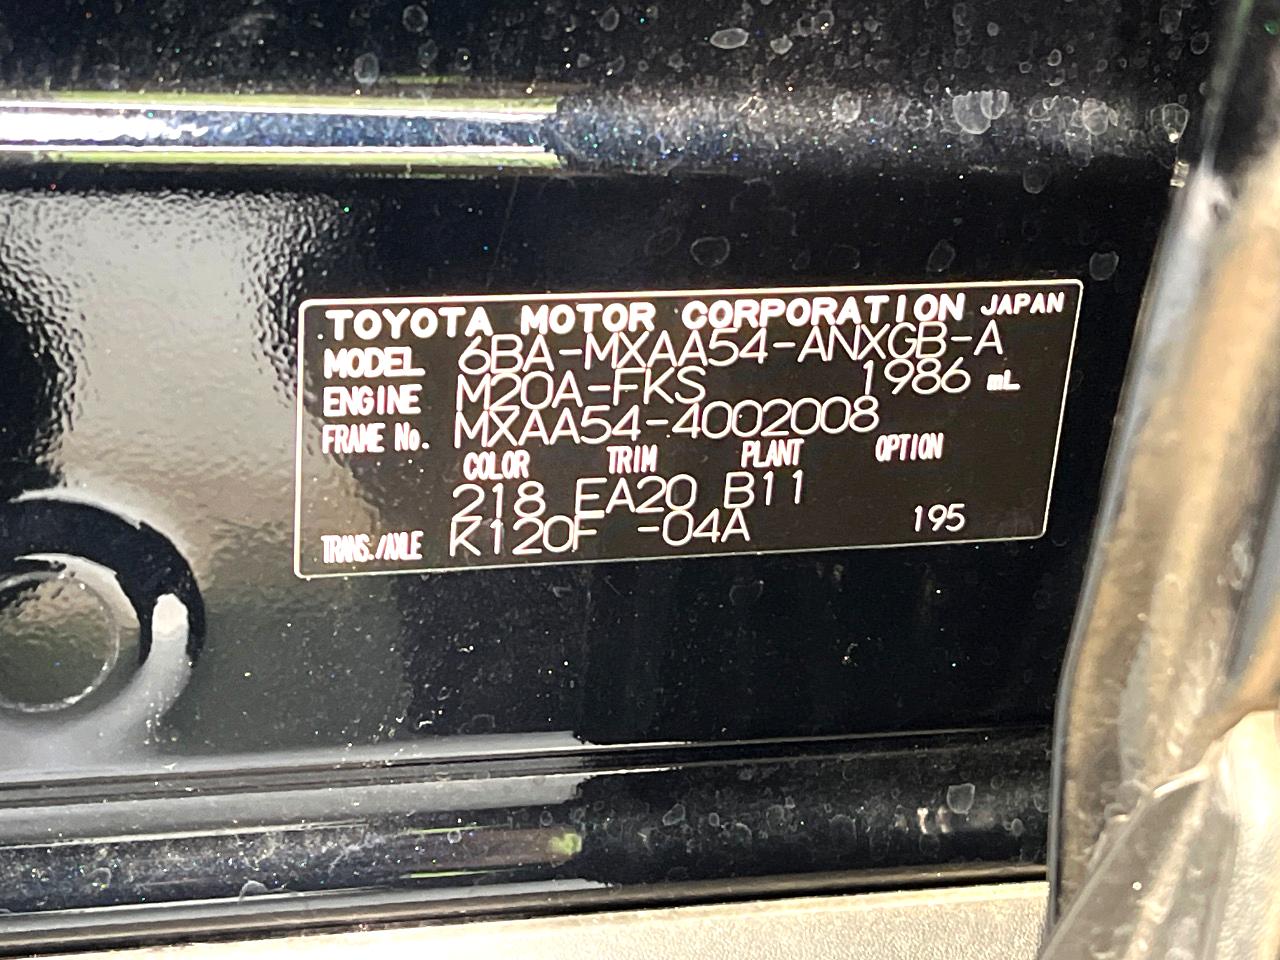 TOYOTA MOTOR CORPORATION JAPAN
MODEL 6BA-MXAA54-ANXGB-A
ENGINE M20A-FKS 1986 mL
FRAME No. MXAA54-4002008
COLOR TRIM PLANT OPTION
218 EA20 B11
TRANS./AXLE K120F -04A 195